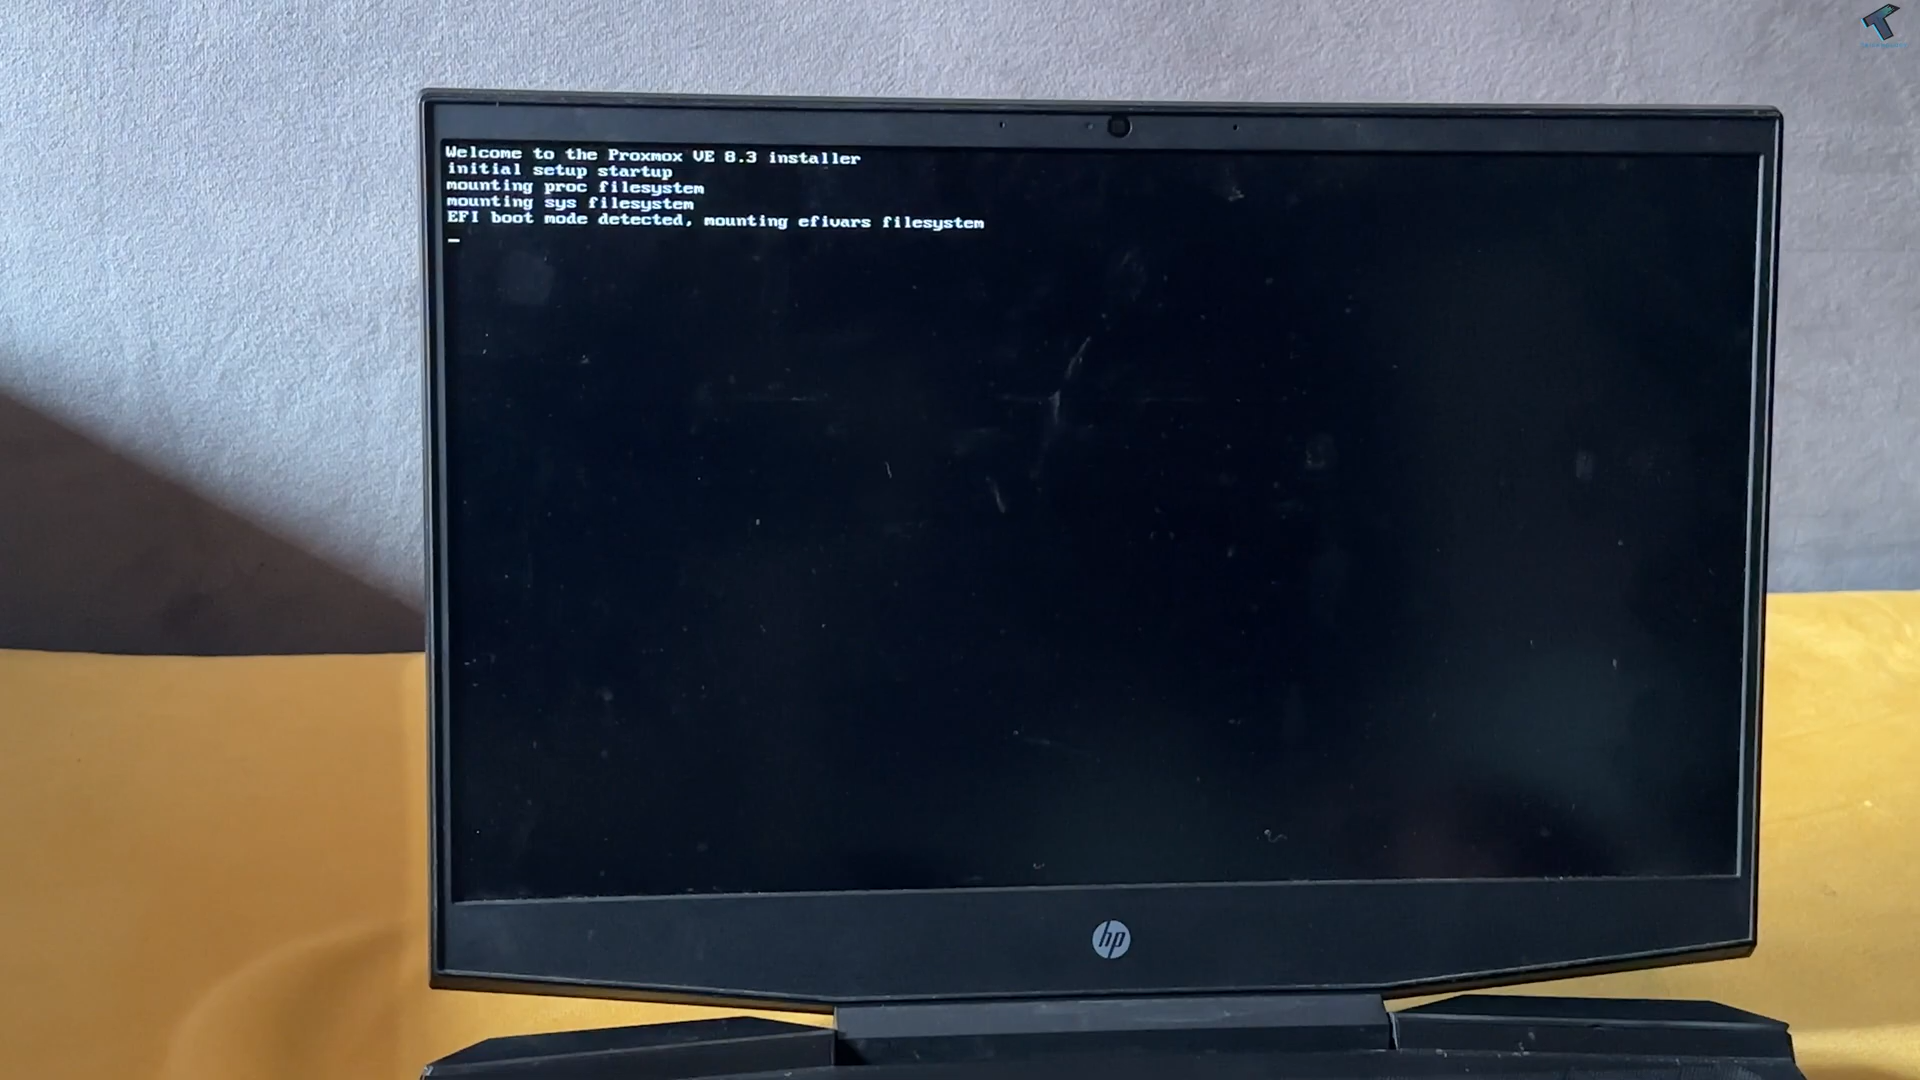 Welcome to the Proxmox VE 8.3 installer
initial setup startup
mounting proc filesystem
mounting sys filesystem
EFI boot mode detected, mounting efivars filesystem
hp